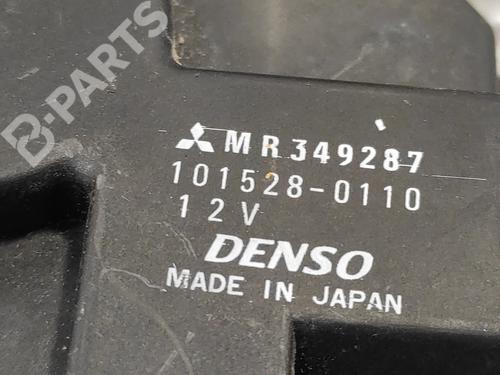 B-PARTS
MR349287
101528-0110
12V
DENSO
MADE IN JAPAN